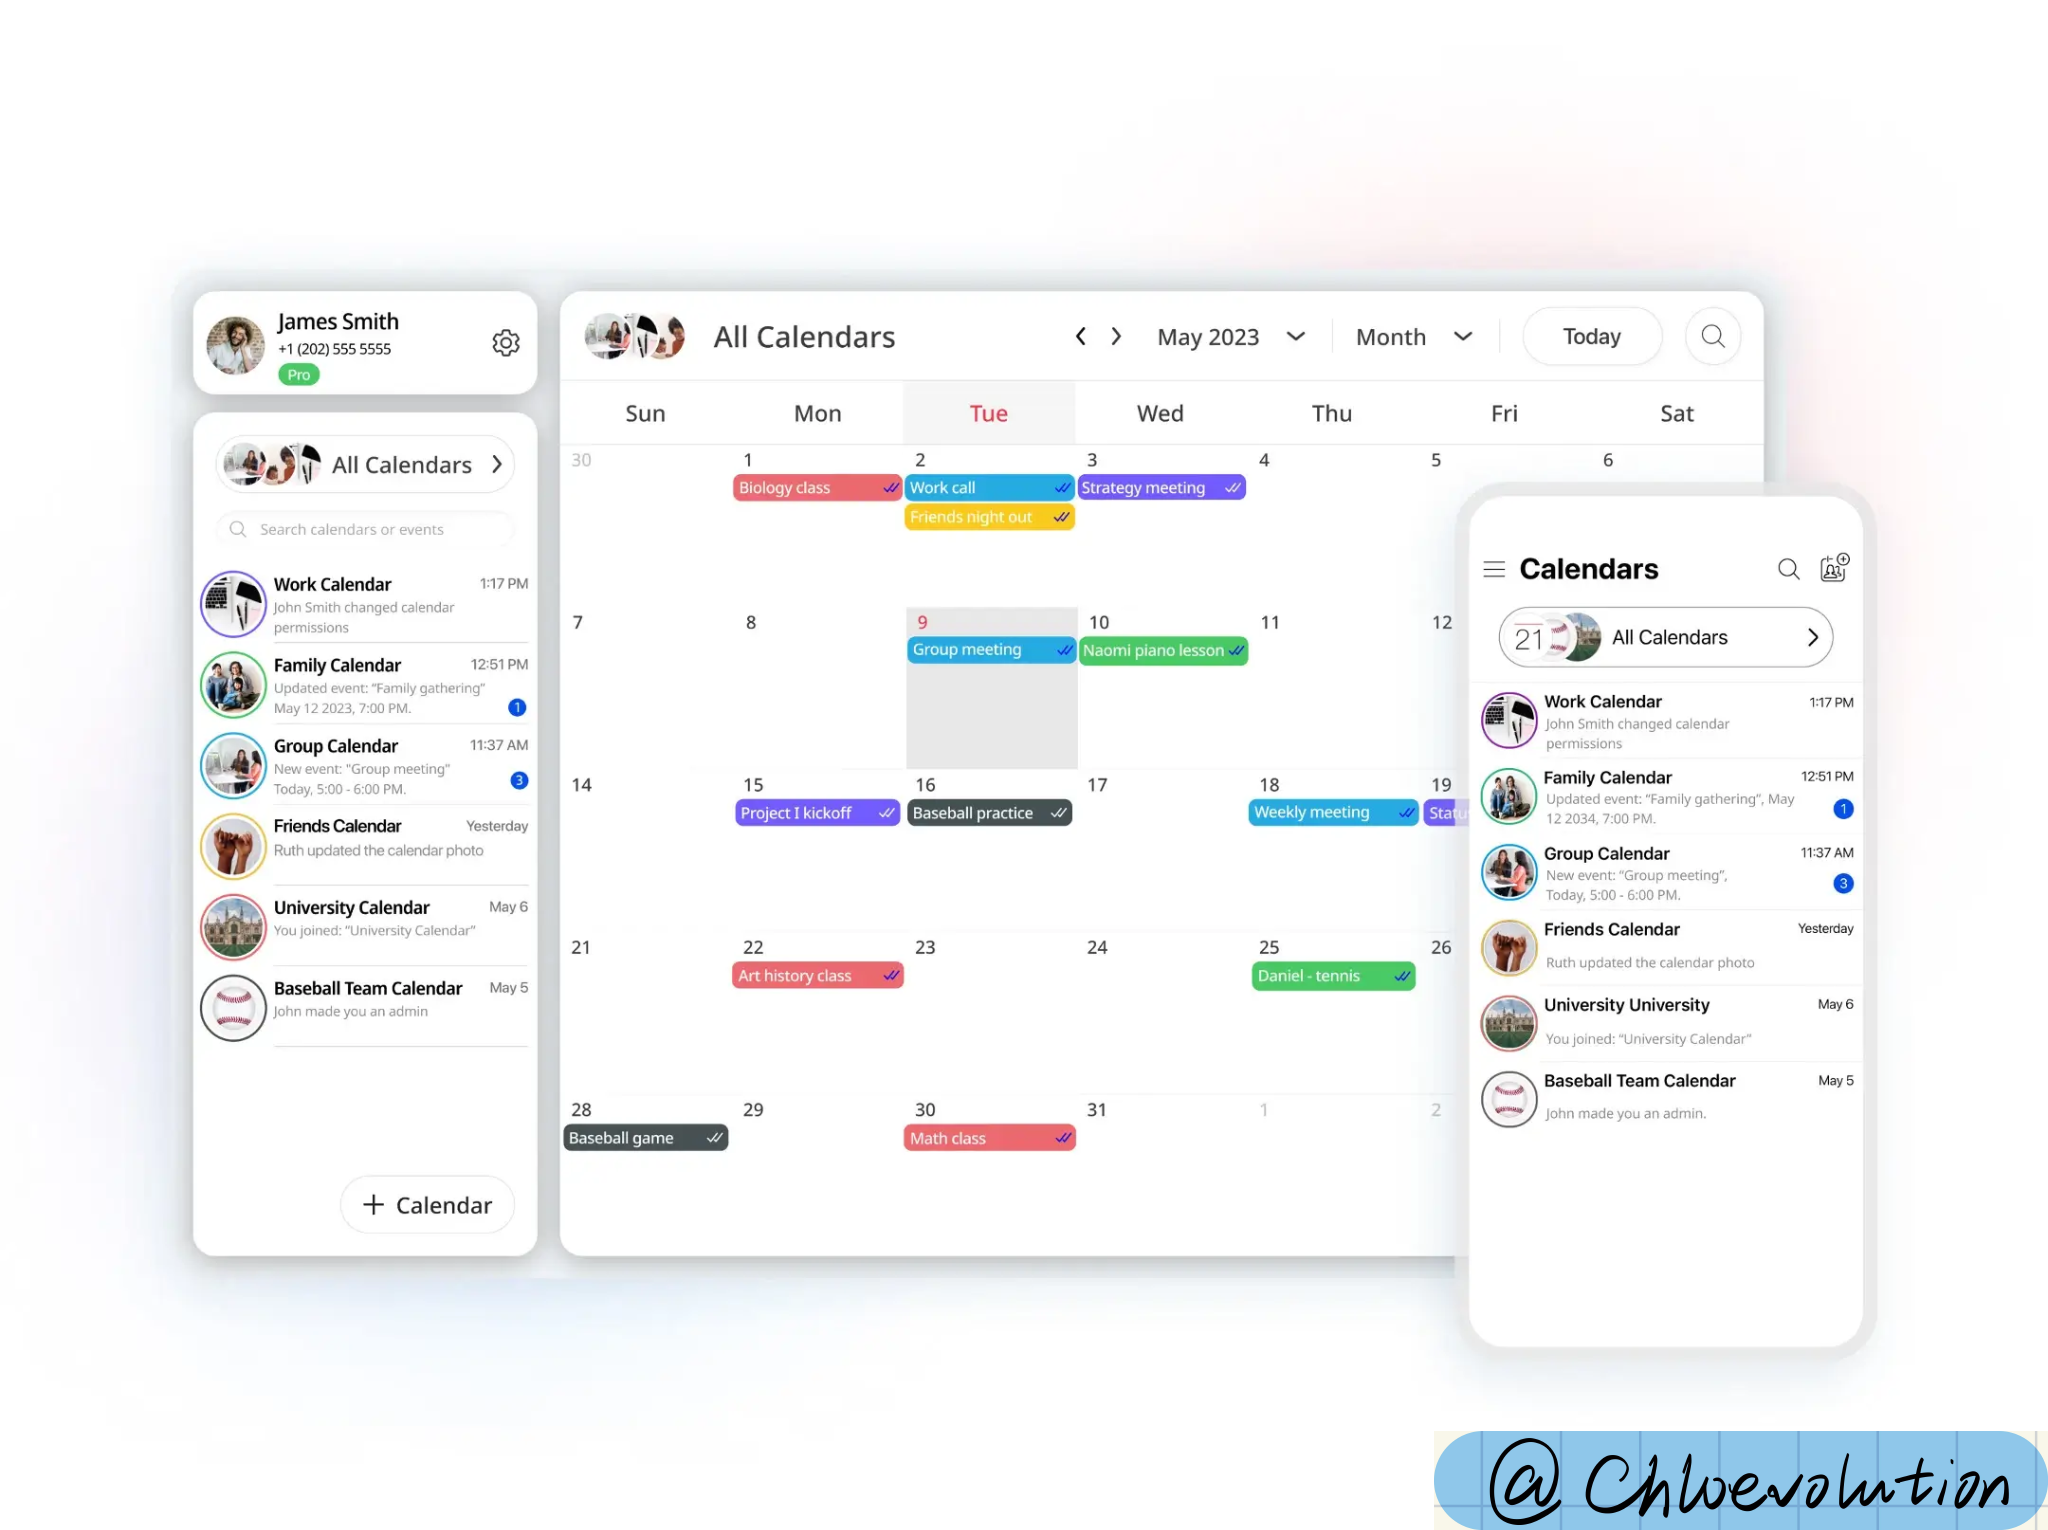 James Smith
+1 (202) 555 5555
Pro
All Calendars
Search calendars or events
Work Calendar 1:17 PM
John Smith changed calendar
permissions
Family Calendar 12:51 PM
Updated event: “Family gathering”
May 12 2023, 7:00 PM. 1
Group Calendar 11:37 AM
New event: "Group meeting"
Today, 5:00 - 6:00 PM. 3
Friends Calendar Yesterday
Ruth updated the calendar photo
University Calendar May 6
You joined: “University Calendar”
Baseball Team Calendar May 5
John made you an admin
+ Calendar
All Calendars May 2023 Month Today
Sun Mon Tue Wed Thu Fri Sat
30 1 2 3 4 5 6
Biology class Work call Strategy meeting
Friends night out
7 8 9 10 11 12
Group meeting Naomi piano lesson
14 15 16 17 18 19
Project I kickoff Baseball practice Weekly meeting Statu
21 22 23 24 25 26
Art history class Daniel - tennis
28 29 30 31 1 2
Baseball game Math class
Calendars
21 All Calendars
Work Calendar 1:17 PM
John Smith changed calendar
permissions
Family Calendar 12:51 PM
Updated event: “Family gathering”, May
12 2034, 7:00 PM. 1
Group Calendar 11:37 AM
New event: “Group meeting”,
Today, 5:00 - 6:00 PM. 3
Friends Calendar Yesterday
Ruth updated the calendar photo
University University May 6
You joined: “University Calendar”
Baseball Team Calendar May 5
John made you an admin.
@Chloevolution